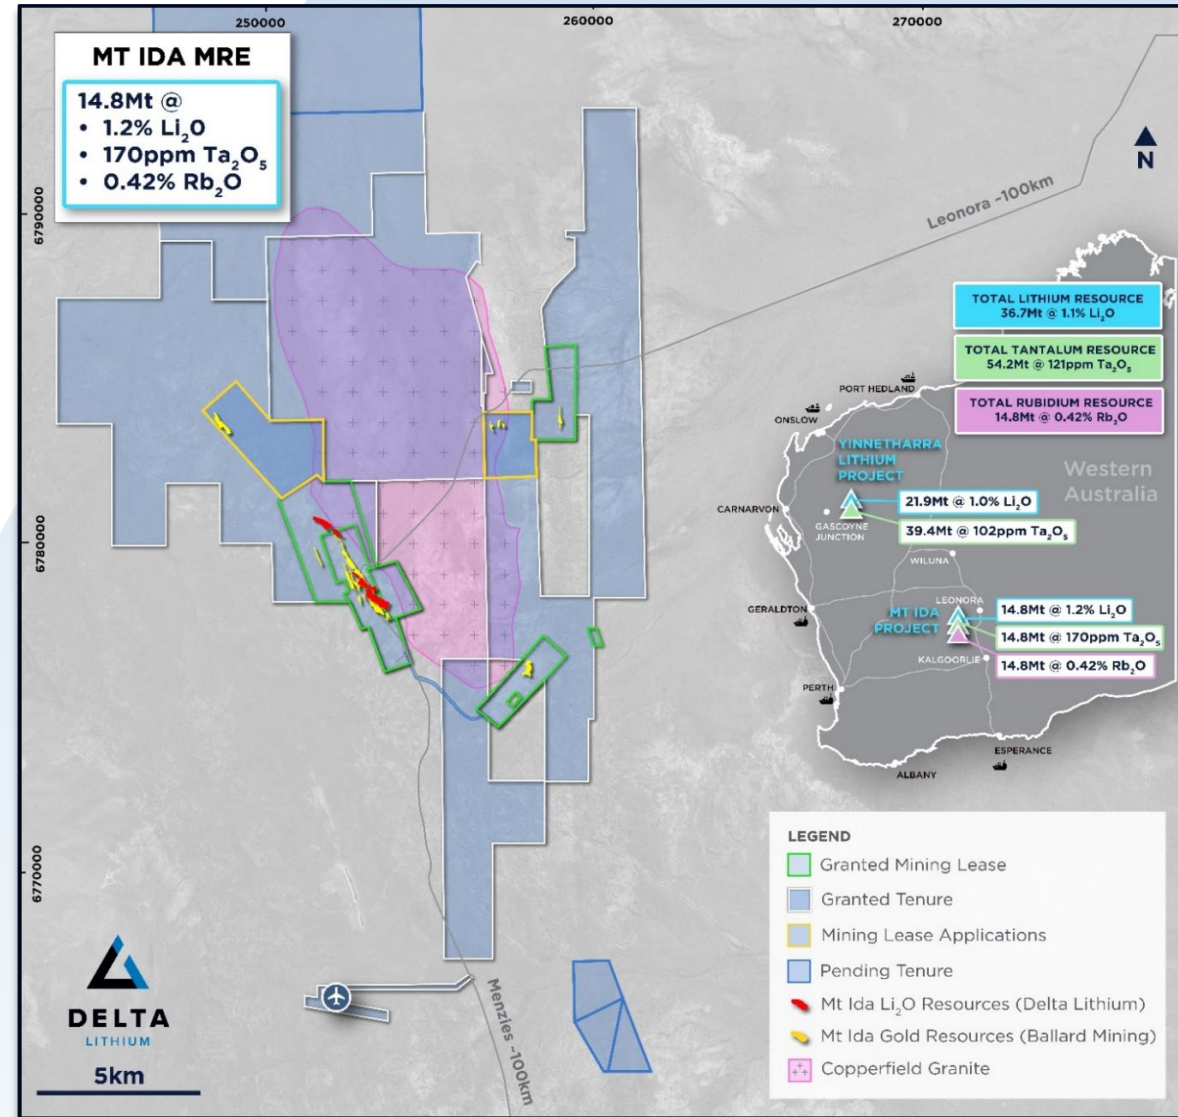 250000
260000
270000
MT IDA MRE
14.8Mt @
• 1.2% Li₂O
• 170ppm Ta₂O₅
• 0.42% Rb₂O
N
6790000
6780000
6770000
Leonora ~100km
Menzies ~100km
TOTAL LITHIUM RESOURCE
36.7Mt @ 1.1% Li₂O
TOTAL TANTALUM RESOURCE
54.2Mt @ 121ppm Ta₂O₅
TOTAL RUBIDIUM RESOURCE
14.8Mt @ 0.42% Rb₂O
PORT HEDLAND
ONSLOW
YINNETHARRA
LITHIUM
PROJECT
Western
Australia
21.9Mt @ 1.0% Li₂O
39.4Mt @ 102ppm Ta₂O₅
CARNARVON
GASCOYNE
JUNCTION
WILUNA
LEONORA
GERALDTON
MT IDA
PROJECT
14.8Mt @ 1.2% Li₂O
14.8Mt @ 170ppm Ta₂O₅
14.8Mt @ 0.42% Rb₂O
KALGOORLIE
PERTH
ESPERANCE
ALBANY
LEGEND
Granted Mining Lease
Granted Tenure
Mining Lease Applications
Pending Tenure
Mt Ida Li₂O Resources (Delta Lithium)
Mt Ida Gold Resources (Ballard Mining)
Copperfield Granite
DELTA
LITHIUM
5km